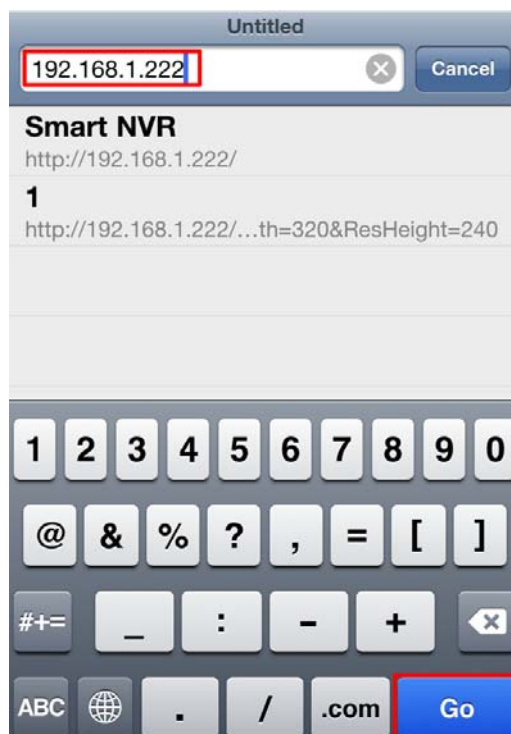 Untitled
192.168.1.222 Cancel
Smart NVR
http://192.168.1.222/
1
http://192.168.1.222/...th=320&ResHeight=240
1 2 3 4 5 6 7 8 9 0
@ & % ? , = [ ]
#+= _ : - +
ABC . / .com Go